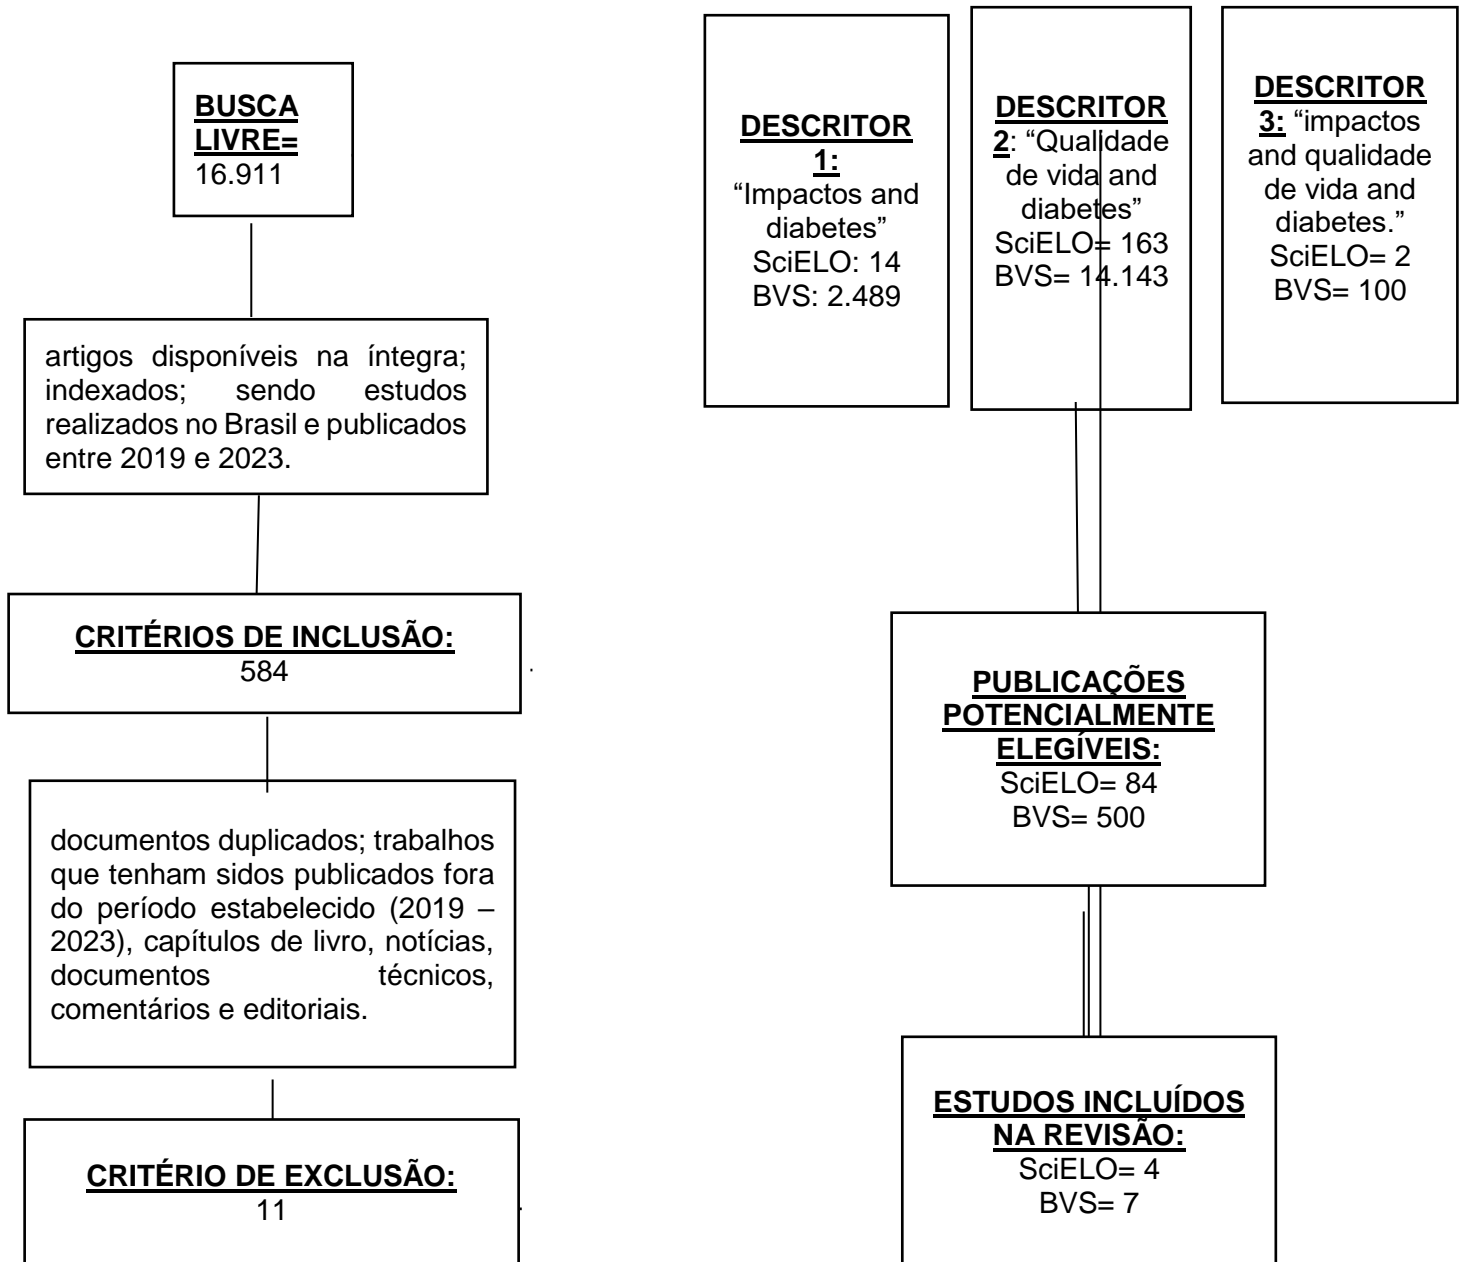 BUSCA
LIVRE=
16.911
artigos disponíveis na íntegra;
indexados; sendo estudos
realizados no Brasil e publicados
entre 2019 e 2023.
CRITÉRIOS DE INCLUSÃO:
584
.
documentos duplicados; trabalhos
que tenham sidos publicados fora
do período estabelecido (2019 –
2023), capítulos de livro, notícias,
documentos técnicos,
comentários e editoriais.
CRITÉRIO DE EXCLUSÃO:
11
.
DESCRITOR
1:
“Impactos and
diabetes”
SciELO: 14
BVS: 2.489
DESCRITOR
2: “Qualidade
de vida and
diabetes”
SciELO= 163
BVS= 14.143
DESCRITOR
3: “impactos
and qualidade
de vida and
diabetes.”
SciELO= 2
BVS= 100
PUBLICAÇÕES
POTENCIALMENTE
ELEGÍVEIS:
SciELO= 84
BVS= 500
ESTUDOS INCLUÍDOS
NA REVISÃO:
SciELO= 4
BVS= 7